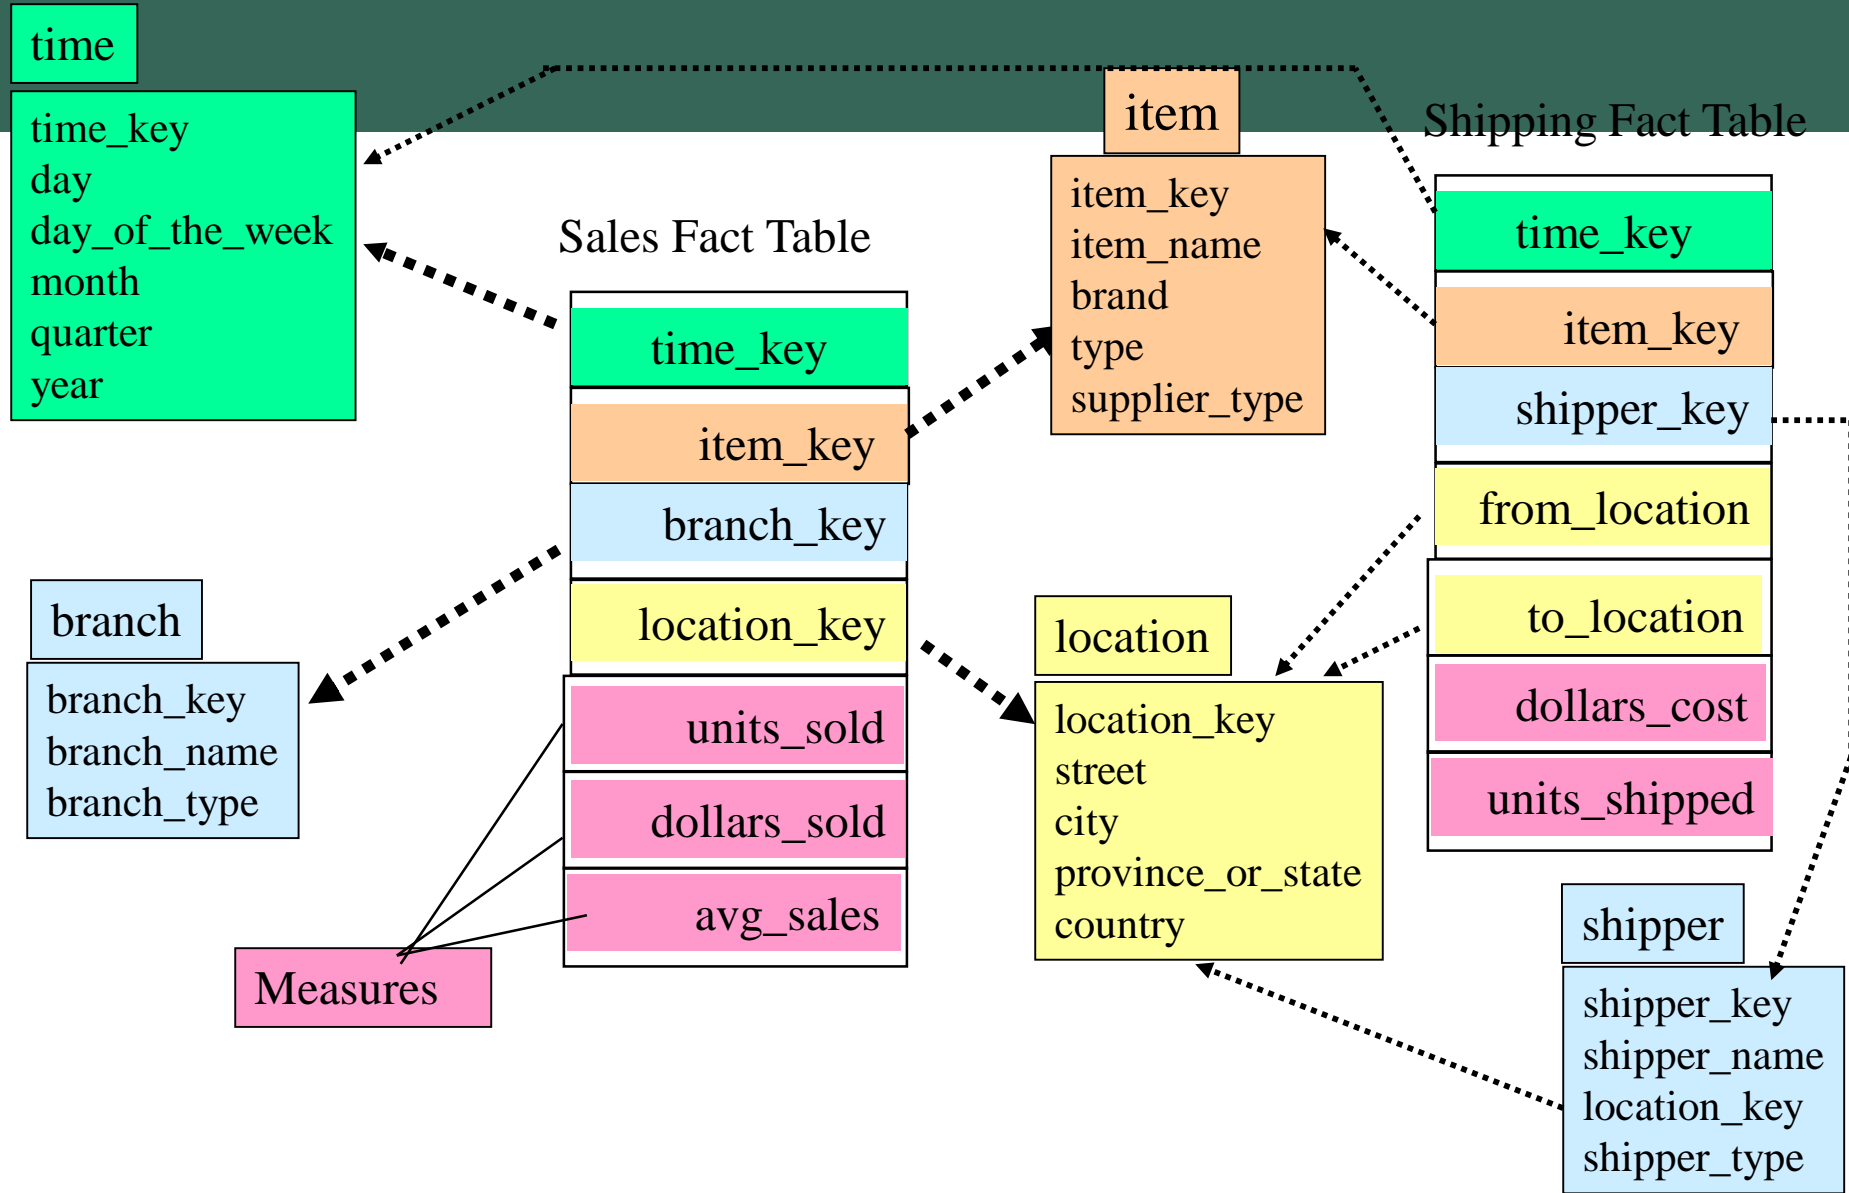 time
time_key
day
day_of_the_week
month
quarter
year
Sales Fact Table
time_key
item_key
branch_key
location_key
units_sold
dollars_sold
avg_sales
Measures
branch
branch_key
branch_name
branch_type
item
item_key
item_name
brand
type
supplier_type
location
location_key
street
city
province_or_state
country
Shipping Fact Table
time_key
item_key
shipper_key
from_location
to_location
dollars_cost
units_shipped
shipper
shipper_key
shipper_name
location_key
shipper_type